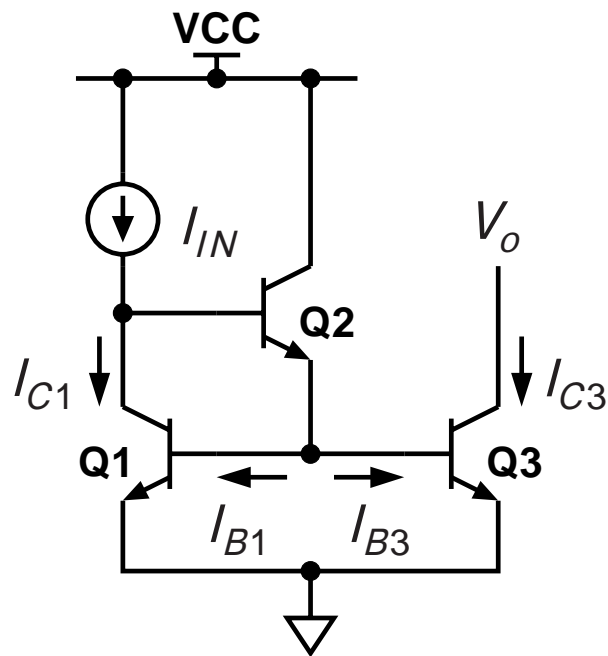 VCC
I_IN
V_o
Q2
I_C1
I_C3
Q1
Q3
I_B1
I_B3